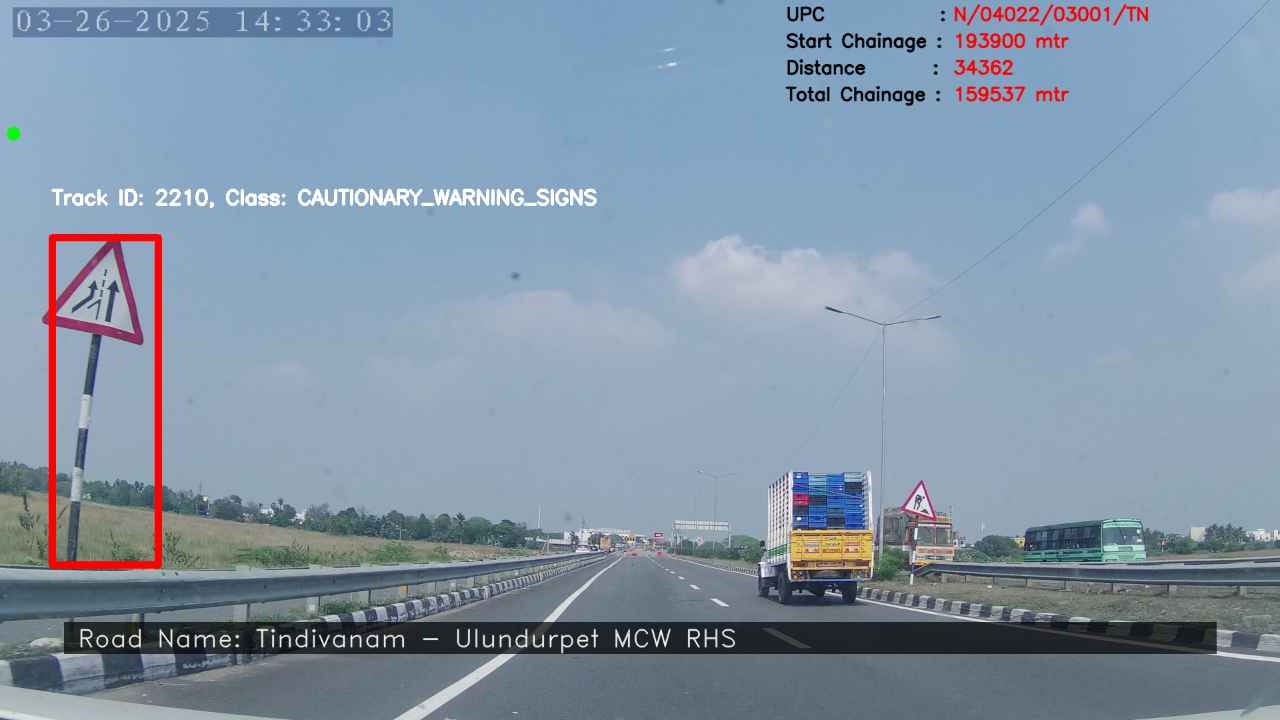 03-26-2025 14:33:03
UPC : N/04022/03001/TN
Start Chainage : 193900 mtr
Distance : 34362
Total Chainage : 159537 mtr
Track ID: 2210, Class: CAUTIONARY_WARNING_SIGNS
Road Name: Tindivanam - Ulundurpet MCW RHS